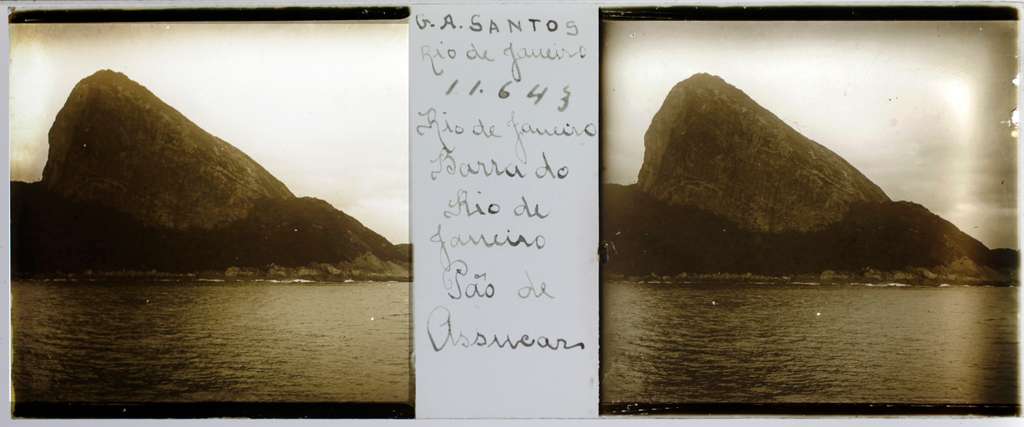 G. A. SANTOS
Rio de Janeiro
11.643
Rio de Janeiro
Barra do
Rio de
Janeiro
Pão de
Assucar